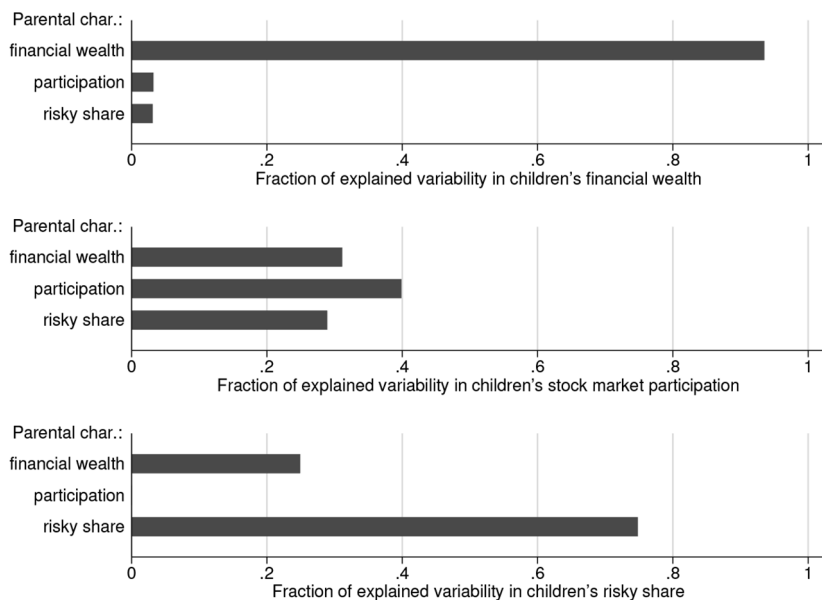 Parental char.:
financial wealth
participation
risky share
0 .2 .4 .6 .8 1
Fraction of explained variability in children's financial wealth
Parental char.:
financial wealth
participation
risky share
0 .2 .4 .6 .8 1
Fraction of explained variability in children's stock market participation
Parental char.:
financial wealth
participation
risky share
0 .2 .4 .6 .8 1
Fraction of explained variability in children's risky share